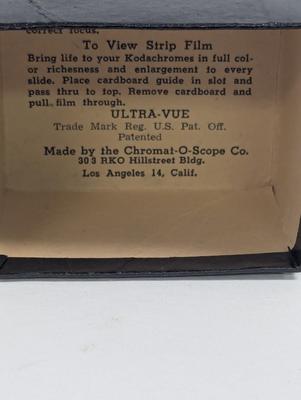 correct focus.
To View Strip Film
Bring life to your Kodachromes in full col-
or richesness and enlargement to every
slide. Place cardboard guide in slot and
pass thru to top. Remove cardboard and
pull film through.
ULTRA-VUE
Trade Mark Reg. U.S. Pat. Off.
Patented
Made by the Chromat-O-Scope Co.
303 RKO Hillstreet Bldg.
Los Angeles 14, Calif.